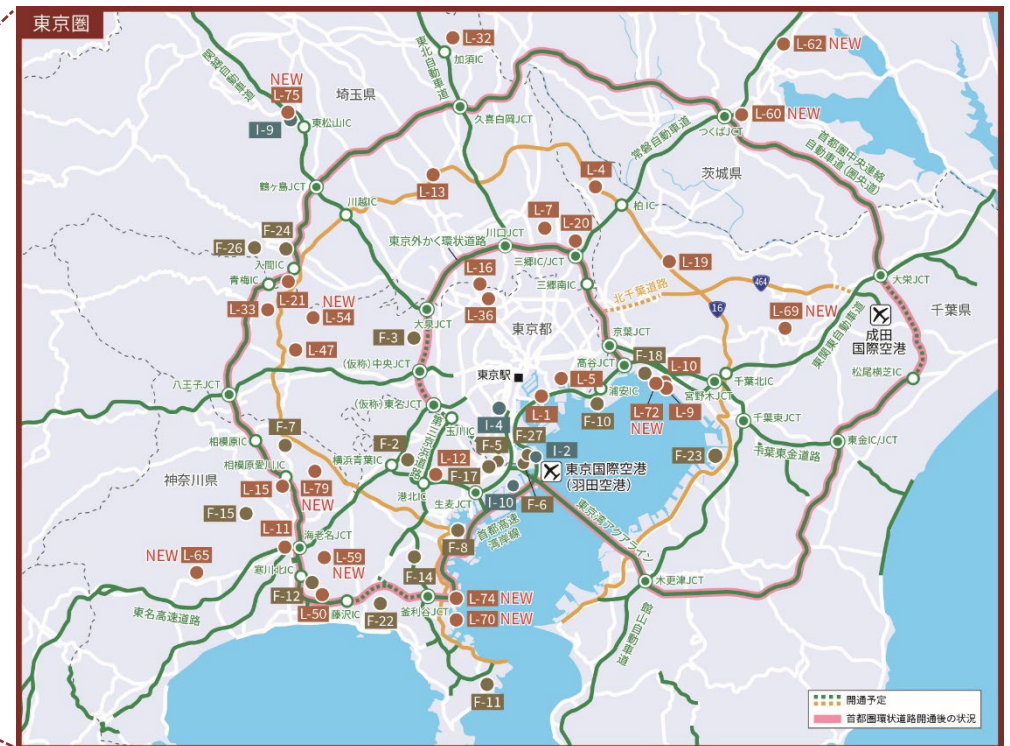 東京圏
L-32
加須IC
東北自動車道
L-62 NEW
関越自動車道
NEW
L-75
埼玉県
I-9
東松山IC
久喜白岡JCT
L-60 NEW
つくばJCT
常磐自動車道
首都圏中央連絡
自動車道(圏央道)
茨城県
鶴ヶ島JCT
L-13
L-4
川越IC
柏IC
L-7
L-20
F-24
F-26
東京外かく環状道路
川口JCT
入間IC
三郷IC/JCT
L-19
青梅IC
L-16
三郷南IC
大栄JCT
L-21
北千葉道路
464
L-33
NEW
L-54
L-36
16
千葉県
大泉JCT
東京都
L-69 NEW
東関東自動車道
成田
国際空港
F-3
京葉JCT
L-47
高谷JCT
F-18
L-10
(仮称)中央JCT
東京駅
L-5
千葉北IC
松尾横芝IC
八王子JCT
浦安IC
宮野木JCT
(仮称)東名JCT
L-1
F-10
L-72
NEW
L-9
I-4
玉川IC
第三京浜道路
千葉東JCT
F-7
F-27
相模原IC
F-2
F-5
I-2
東金IC/JCT
千葉東金道路
横浜青葉IC
L-12
F-23
相模原愛川IC
F-17
東京国際空港
(羽田空港)
神奈川県
L-15
L-79
NEW
港北IC
生麦JCT
I-10
F-6
F-15
東京湾アクアライン
首都高速
湾岸線
L-11
海老名JCT
F-8
NEW L-65
L-59
NEW
寒川北IC
F-14
木更津JCT
F-12
東名高速道路
L-50
藤沢IC
F-22
釜利谷JCT
L-74 NEW
L-70 NEW
館山自動車道
F-11
開通予定
首都圏環状道路開通後の状況